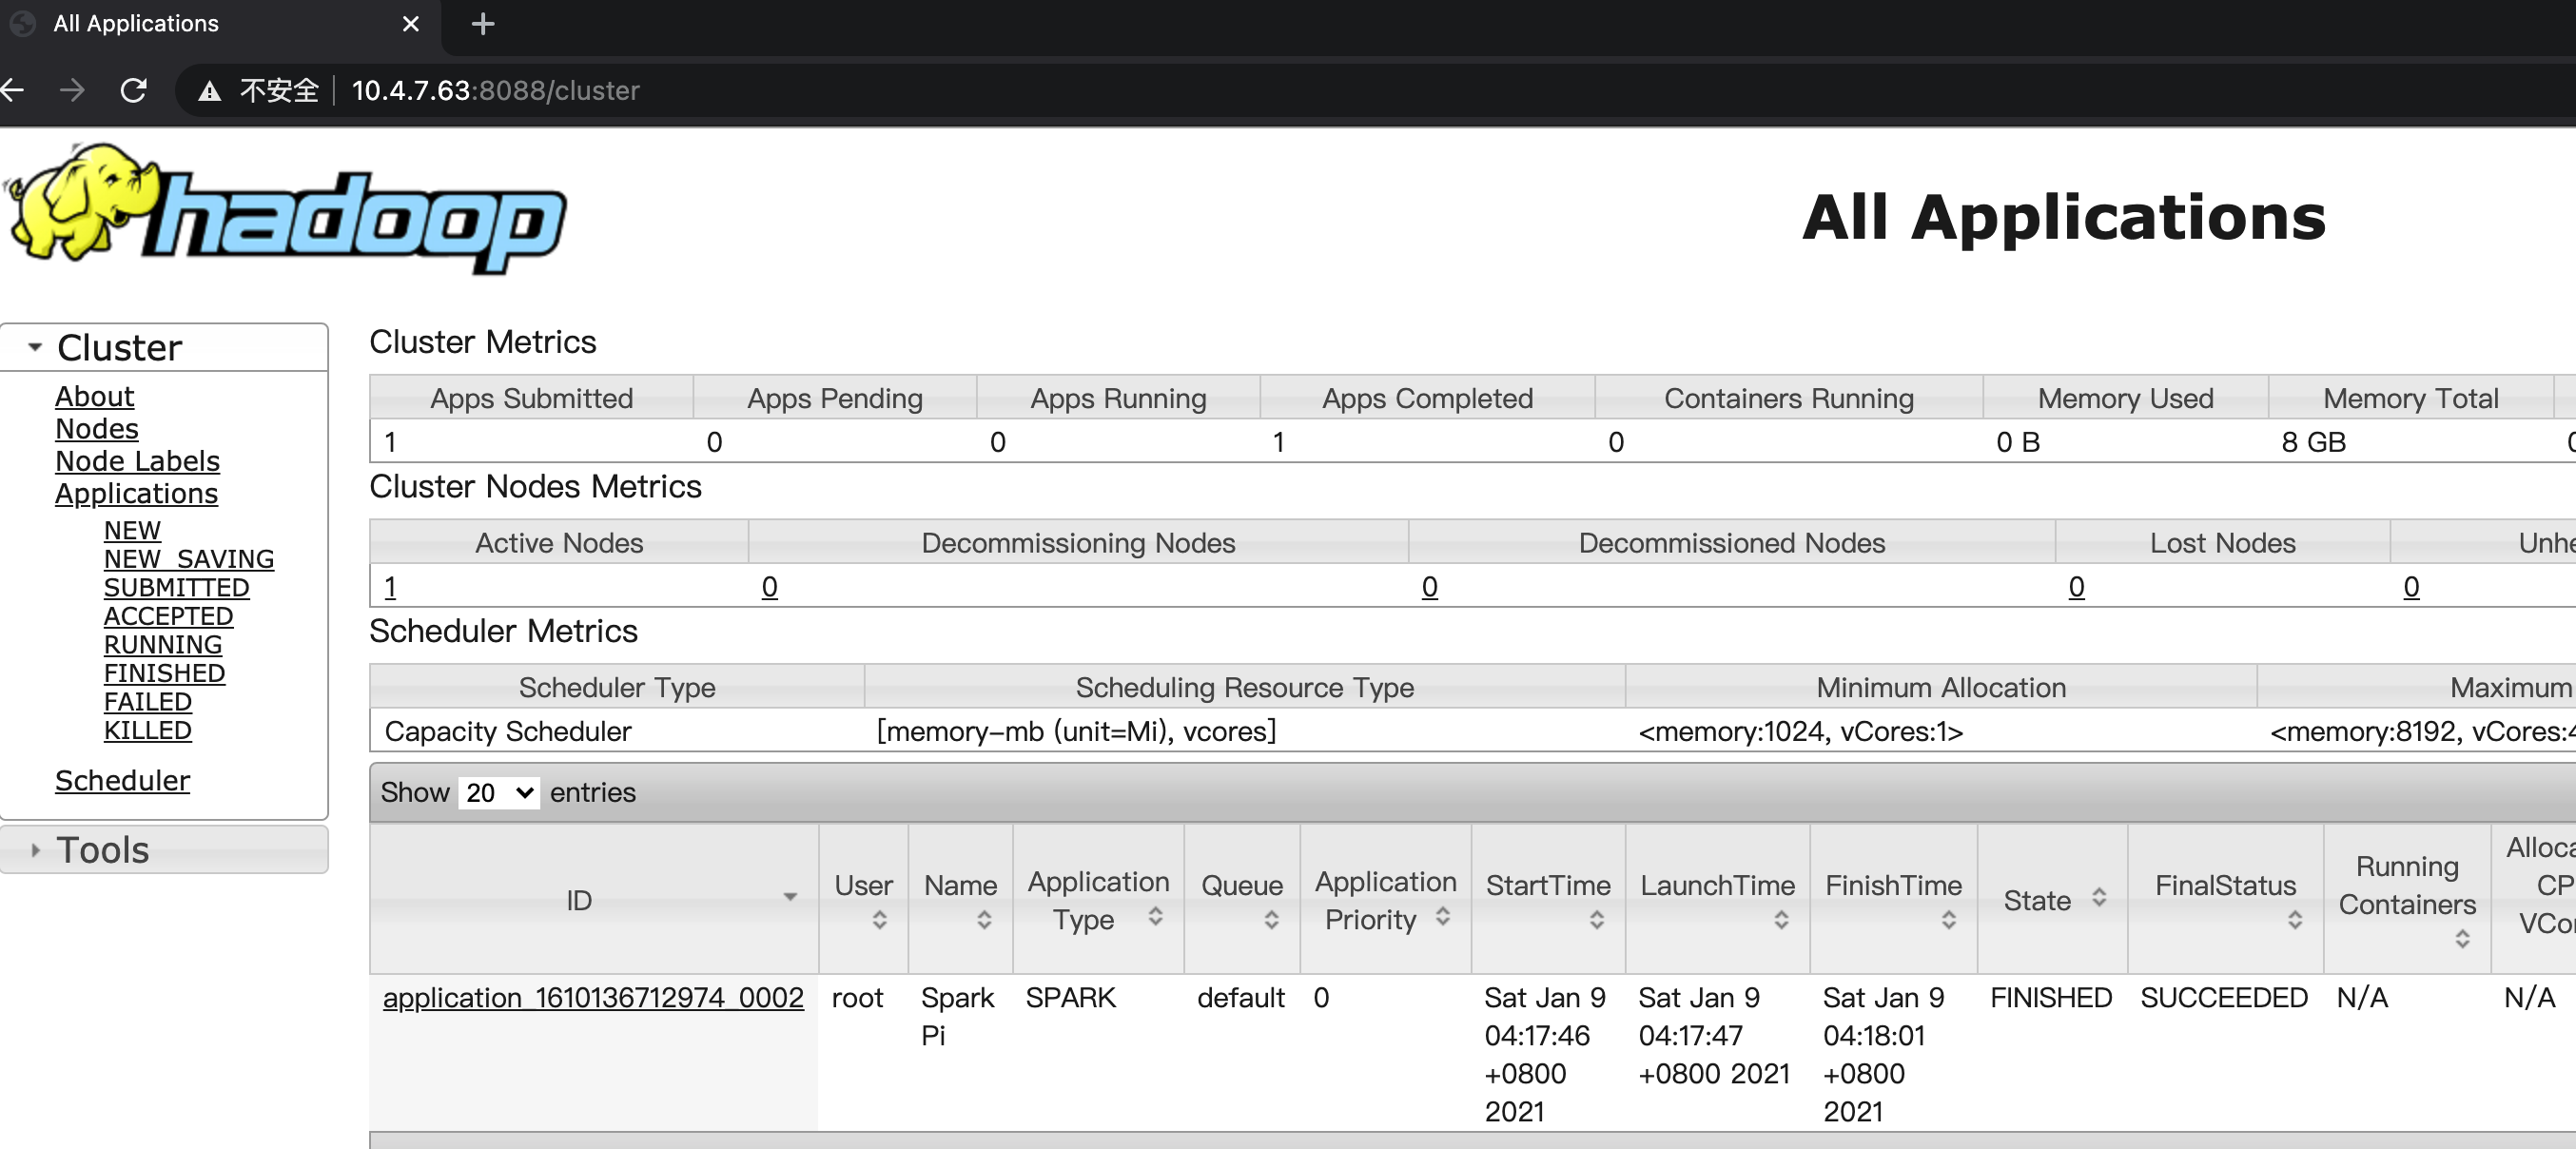 All Applications
不安全 10.4.7.63:8088/cluster
hadoop
All Applications
Cluster
About
Nodes
Node Labels
Applications
NEW
NEW_SAVING
SUBMITTED
ACCEPTED
RUNNING
FINISHED
FAILED
KILLED
Scheduler
Tools
Cluster Metrics
Apps Submitted Apps Pending Apps Running Apps Completed Containers Running Memory Used Memory Total
1 0 0 1 0 0 B 8 GB
Cluster Nodes Metrics
Active Nodes Decommissioning Nodes Decommissioned Nodes Lost Nodes Unhe
1 0 0 0 0
Scheduler Metrics
Scheduler Type Scheduling Resource Type Minimum Allocation Maximum
Capacity Scheduler [memory-mb (unit=Mi), vcores] <memory:1024, vCores:1> <memory:8192, vCores:4
Show 20 entries
ID User Name Application Type Queue Application Priority StartTime LaunchTime FinishTime State FinalStatus Running Containers Alloca CP VCor
application_1610136712974_0002 root Spark SPARK default 0 Sat Jan 9 Sat Jan 9 Sat Jan 9 FINISHED SUCCEEDED N/A N/A
Pi 04:17:46 04:17:47 04:18:01
+0800 +0800 2021 +0800
2021 2021